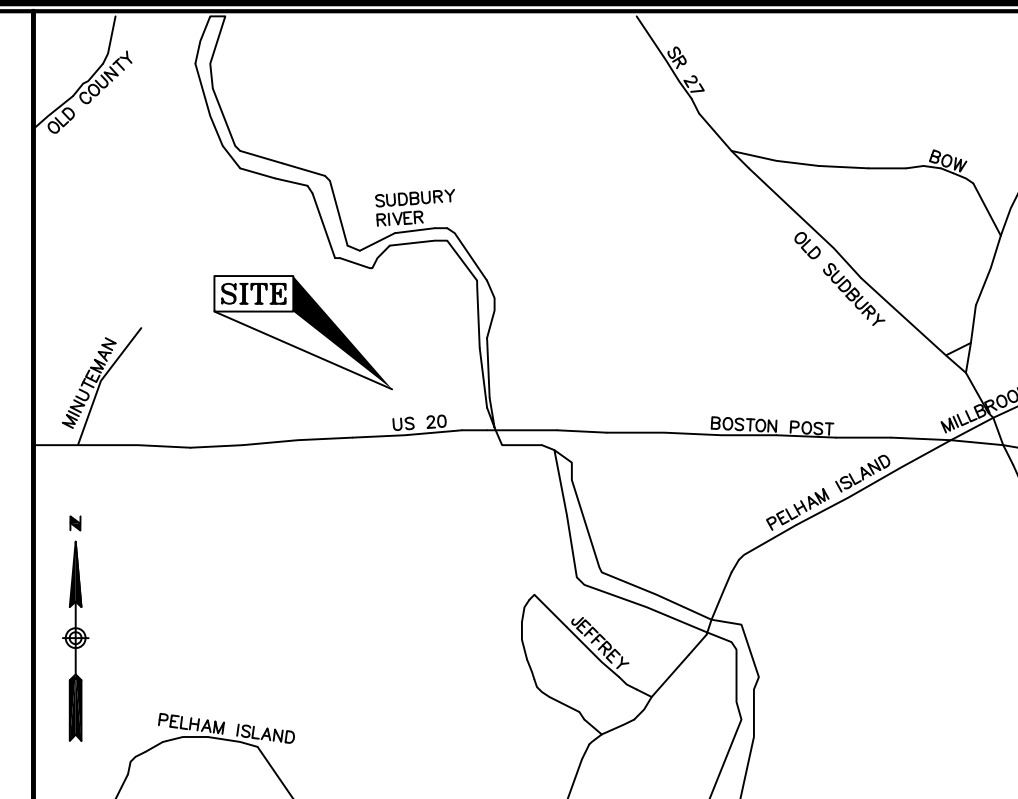 OLD COUNTY
SR 27
BOW
SUDBURY
RIVER
OLD SUDBURY
SITE
MINUTEMAN
US 20
BOSTON POST
MILLBROO
PELHAM ISLAND
N
JEFFREY
PELHAM ISLAND